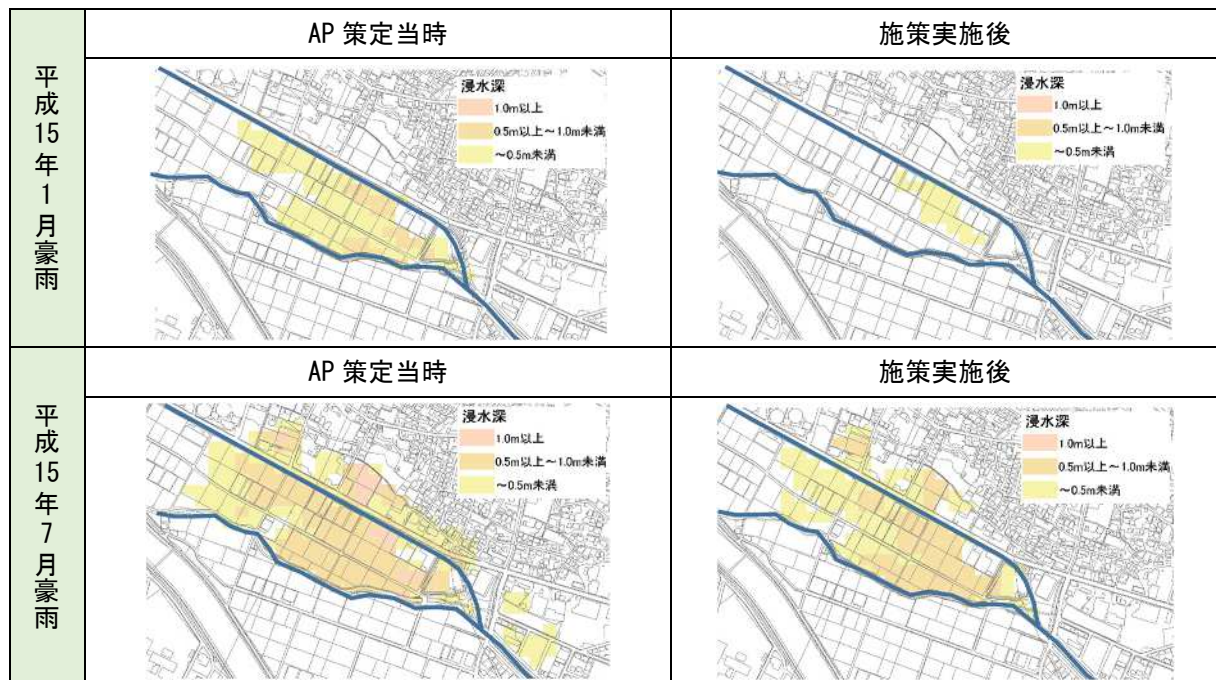 平成15年1月豪雨
AP 策定当時
施策実施後
浸水深
1.0m以上
0.5m以上～1.0m未満
～0.5m未満
浸水深
1.0m以上
0.5m以上～1.0m未満
～0.5m未満
平成15年7月豪雨
AP 策定当時
施策実施後
浸水深
1.0m以上
0.5m以上～1.0m未満
～0.5m未満
浸水深
1.0m以上
0.5m以上～1.0m未満
～0.5m未満